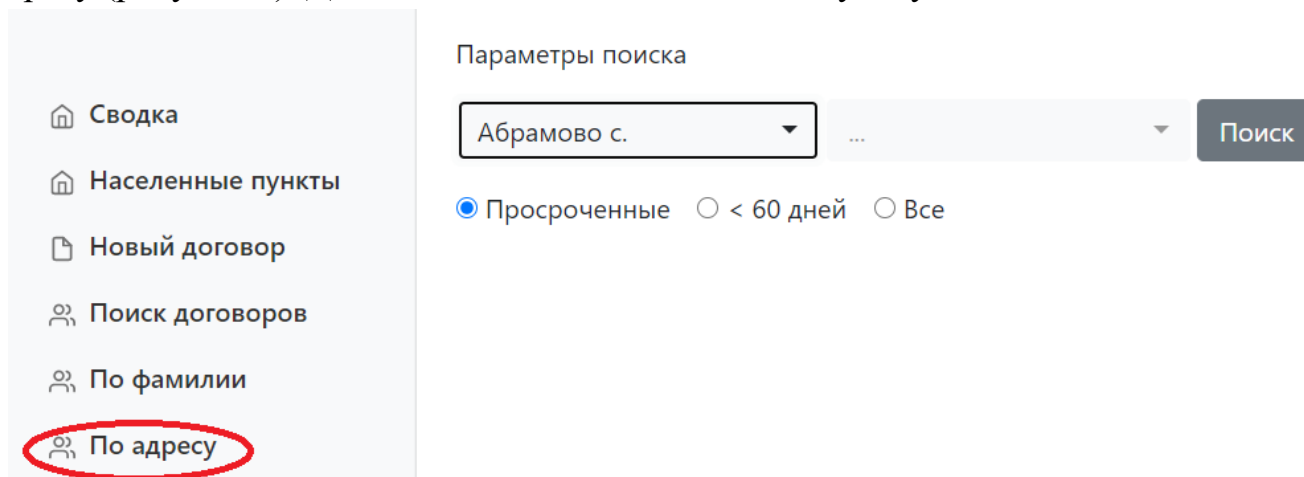 Параметры поиска
Сводка
Абрамово с.
...
Поиск
Населенные пункты
Просроченные
< 60 дней
Все
Новый договор
Поиск договоров
По фамилии
По адресу